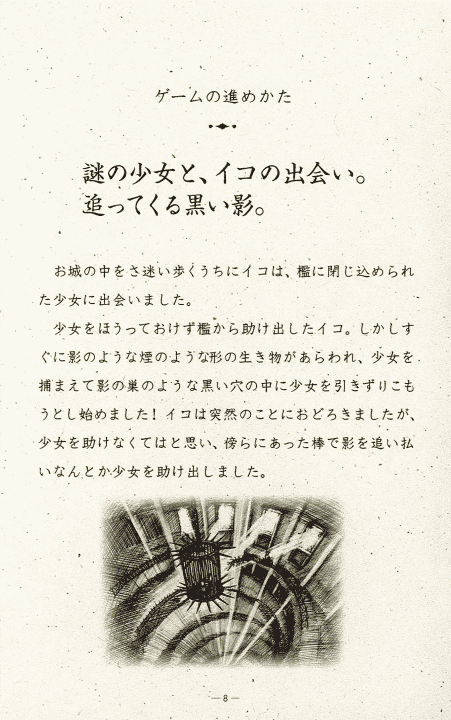 ゲームの進めかた
謎の少女と、イコの出会い。
追ってくる黒い影。
お城の中をさ迷い歩くうちにイコは、檻に閉じ込められ
た少女に出会いました。
少女をほうっておけず檻から助け出したイコ。しかしす
ぐに影のような煙のような形の生き物があらわれ、少女を
捕まえて影の巣のような黒い穴の中に少女を引きずりこも
うとし始めました！イコは突然のことにおどろきましたが、
少女を助けなくてはと思い、傍らにあった棒で影を追い払
いなんとか少女を助け出しました。
— 8 —